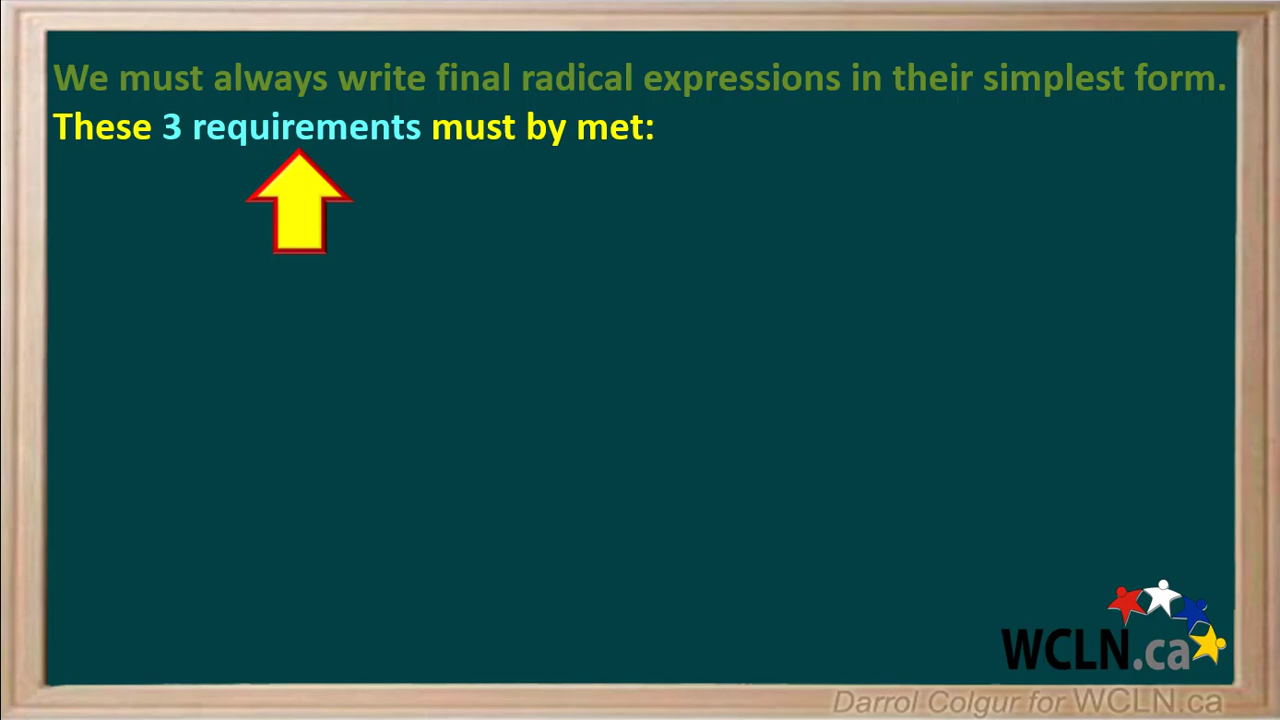 We must always write final radical expressions in their simplest form.
These 3 requirements must by met:
WCLN.ca
Darrol Colgur for WCLN.ca